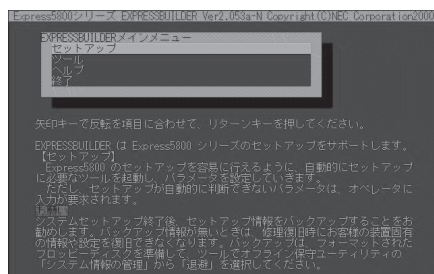 Express5800シリーズ EXPRESSBUILDER Ver2.053a-N Copyright(C)NEC Corporation2000
EXPRESSBUILDERメインメニュー
セットアップ
ツール
ヘルプ
終了
矢印キーで反転を項目に合わせて、リターンキーを押してください。
EXPRESSBUILDER は Express5800 シリーズのセットアップをサポートします。
【セットアップ】
Express5800 のセットアップを容易に行えるように、自動的にセットアップ
に必要なツールを起動し、パラメータを設定していきます。
ただし、セットアップが自動的に判断できないパラメータは、オペレータに
入力が要求されます。
システムセットアップ終了後、セットアップ情報をバックアップすることをお
勧めします。バックアップ情報が無いときは、修理復旧時にお客様の装置固有
の情報や設定を復旧できなくなります。バックアップは、フォーマットされた
フロッピーディスクを準備して、ツールでオフライン保守ユーティリティの
「システム情報の管理」から「退避」を選択してください。